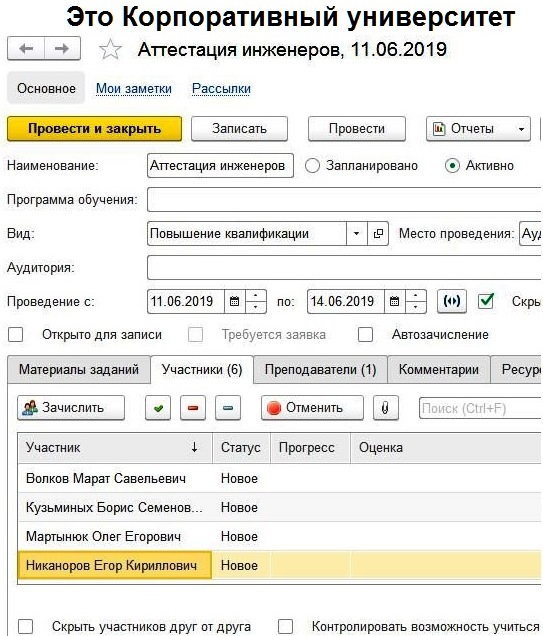 Это Корпоративный университет
Аттестация инженеров, 11.06.2019
Основное Мои заметки Рассылки
Провести и закрыть Записать Провести Отчеты
Наименование: Аттестация инженеров Запланировано Активно
Программа обучения:
Вид: Повышение квалификации Место проведения: Ауд
Аудитория:
Проведение с: 11.06.2019 по: 14.06.2019 Скры
Открыто для записи Требуется заявка Автозачисление
Материалы заданий Участники (6) Преподаватели (1) Комментарии Ресур
Зачислить Отменить Поиск (Ctrl+F)
Участник Статус Прогресс Оценка
Волков Марат Савельевич Новое
Кузьминых Борис Семенов... Новое
Мартынюк Олег Егорович Новое
Никаноров Егор Кириллович Новое
Скрыть участников друг от друга Контролировать возможность учиться